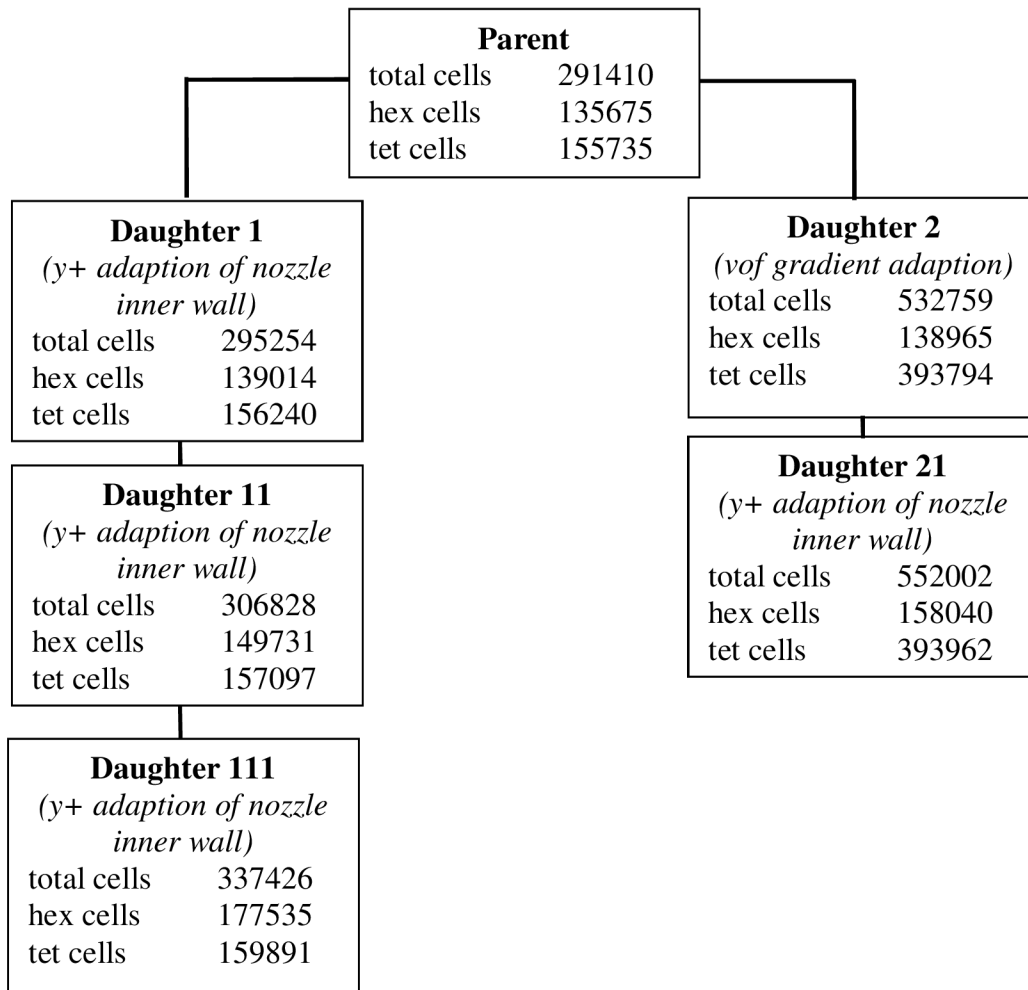 Parent
total cells 291410
hex cells 135675
tet cells 155735
Daughter 1
(y+ adaption of nozzle
inner wall)
total cells 295254
hex cells 139014
tet cells 156240
Daughter 2
(vof gradient adaption)
total cells 532759
hex cells 138965
tet cells 393794
Daughter 11
(y+ adaption of nozzle
inner wall)
total cells 306828
hex cells 149731
tet cells 157097
Daughter 21
(y+ adaption of nozzle
inner wall)
total cells 552002
hex cells 158040
tet cells 393962
Daughter 111
(y+ adaption of nozzle
inner wall)
total cells 337426
hex cells 177535
tet cells 159891